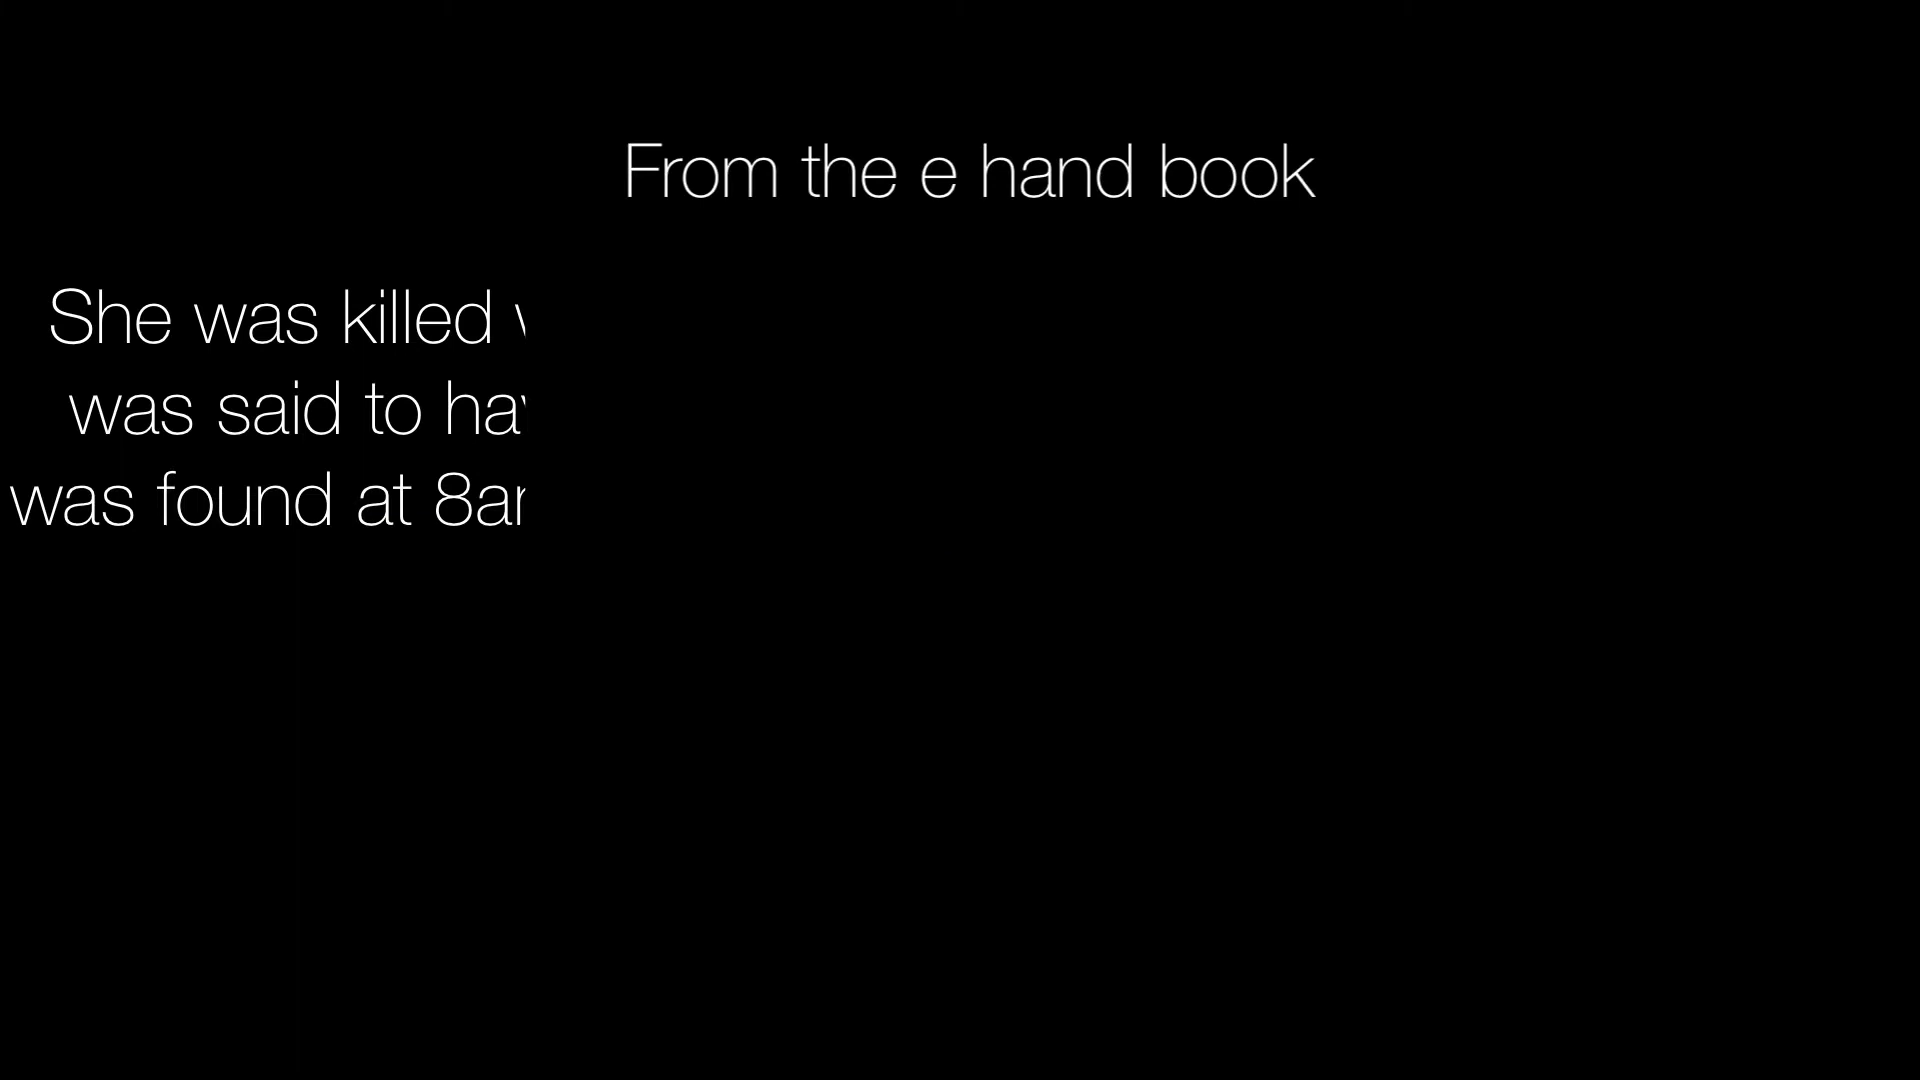 From the e hand book
She was killed
was said to
was found at